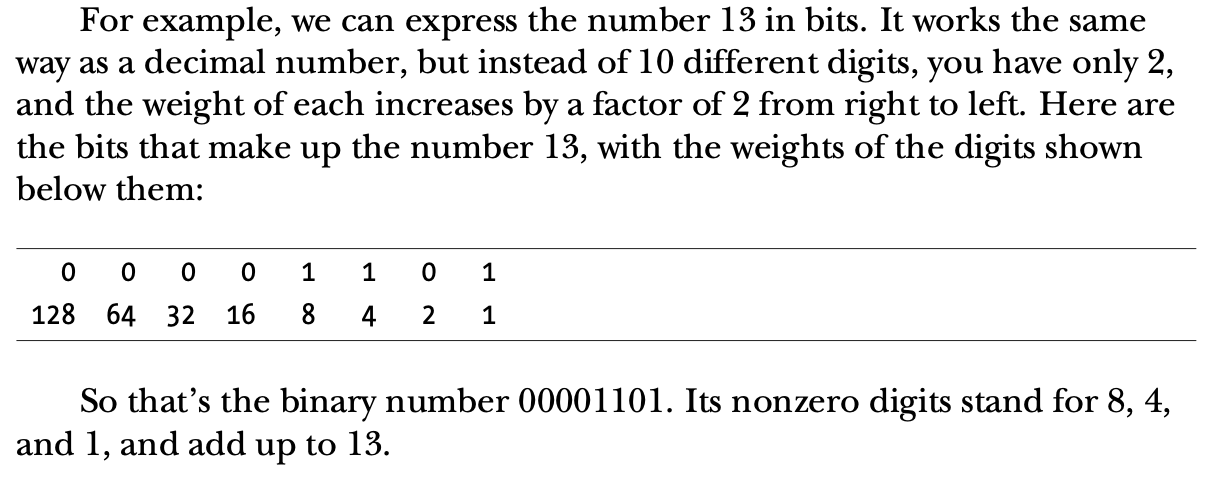 For example, we can express the number 13 in bits. It works the same
way as a decimal number, but instead of 10 different digits, you have only 2,
and the weight of each increases by a factor of 2 from right to left. Here are
the bits that make up the number 13, with the weights of the digits shown
below them:
0 0 0 0 1 1 0 1
128 64 32 16 8 4 2 1
So that’s the binary number 00001101. Its nonzero digits stand for 8, 4,
and 1, and add up to 13.